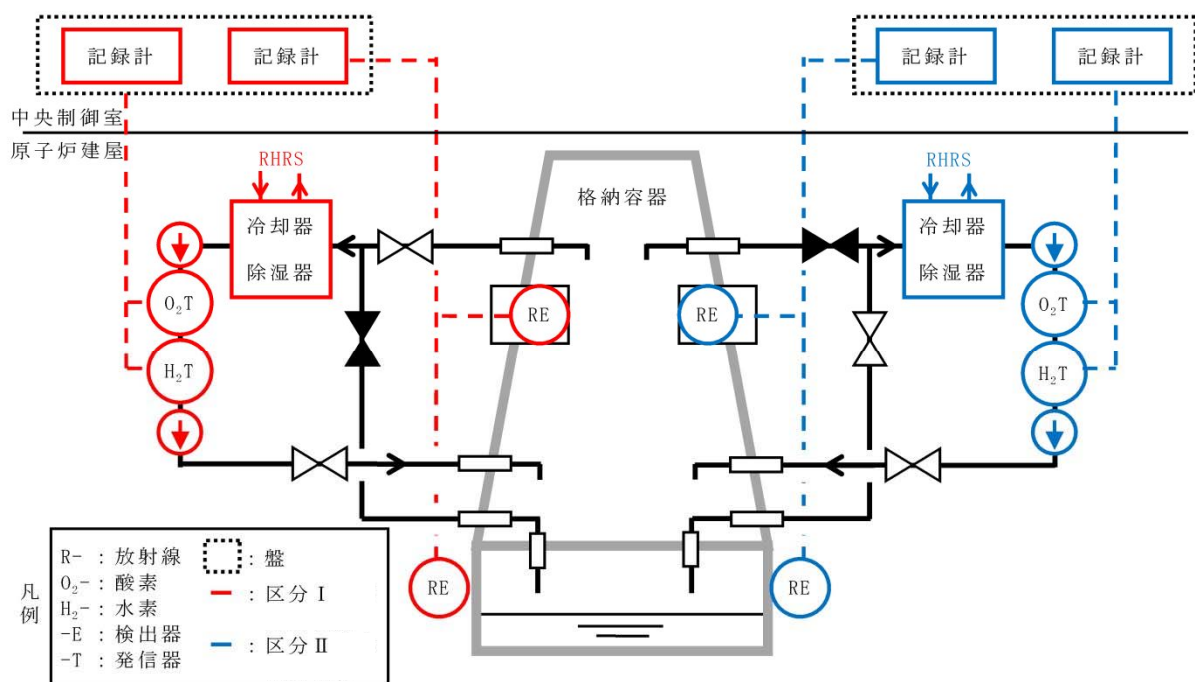 記録計
記録計
記録計
記録計
中央制御室
原子炉建屋
RHRS
RHRS
格納容器
冷却器
除湿器
冷却器
除湿器
O₂T
RE
RE
O₂T
H₂T
H₂T
RE
RE
凡例
R- : 放射線
O₂- : 酸素
H₂- : 水素
-E : 検出器
-T : 発信器
: 盤
: 区分Ⅰ
: 区分Ⅱ